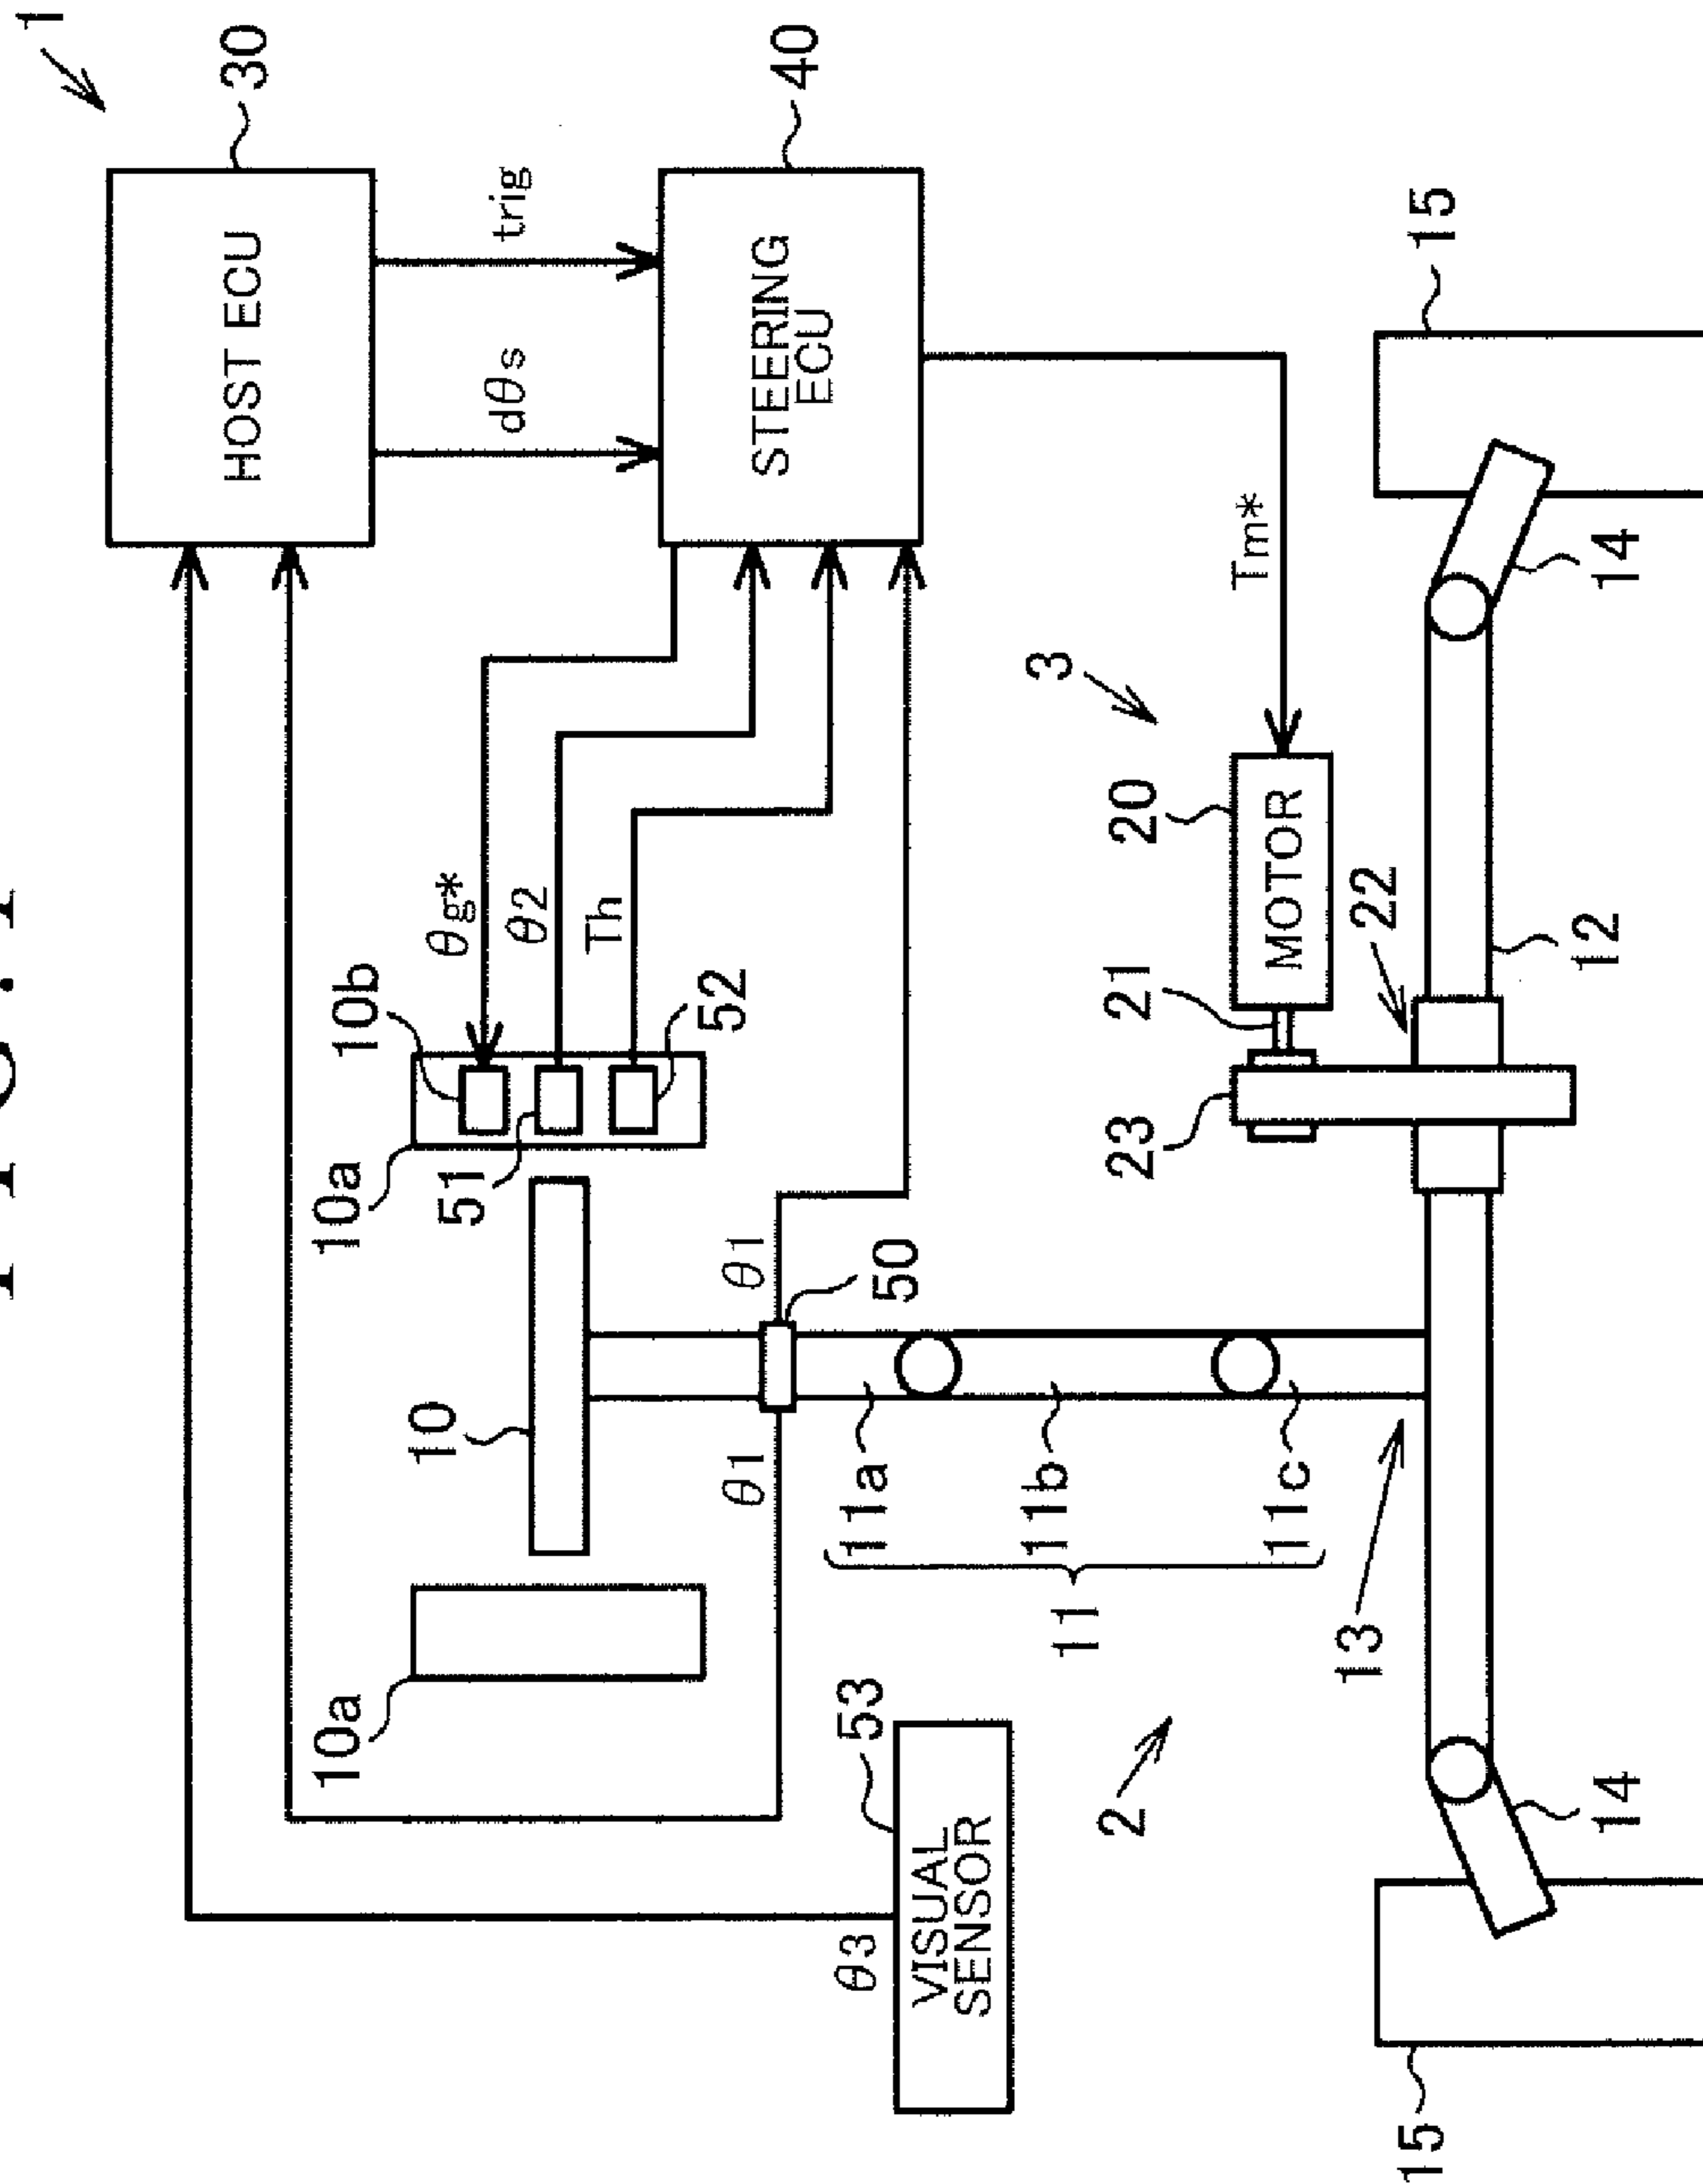 1
HOST ECU
30
10a
10a
10b
10
51
θg*
dθs
trig
θ2
Th
52
θ1
θ1
STEERING
ECU
40
θ3
53
11a
50
VISUAL
SENSOR
11b
11
3
2
23
21
20
Tm*
MOTOR
11c
13
22
15
15
14
12
14